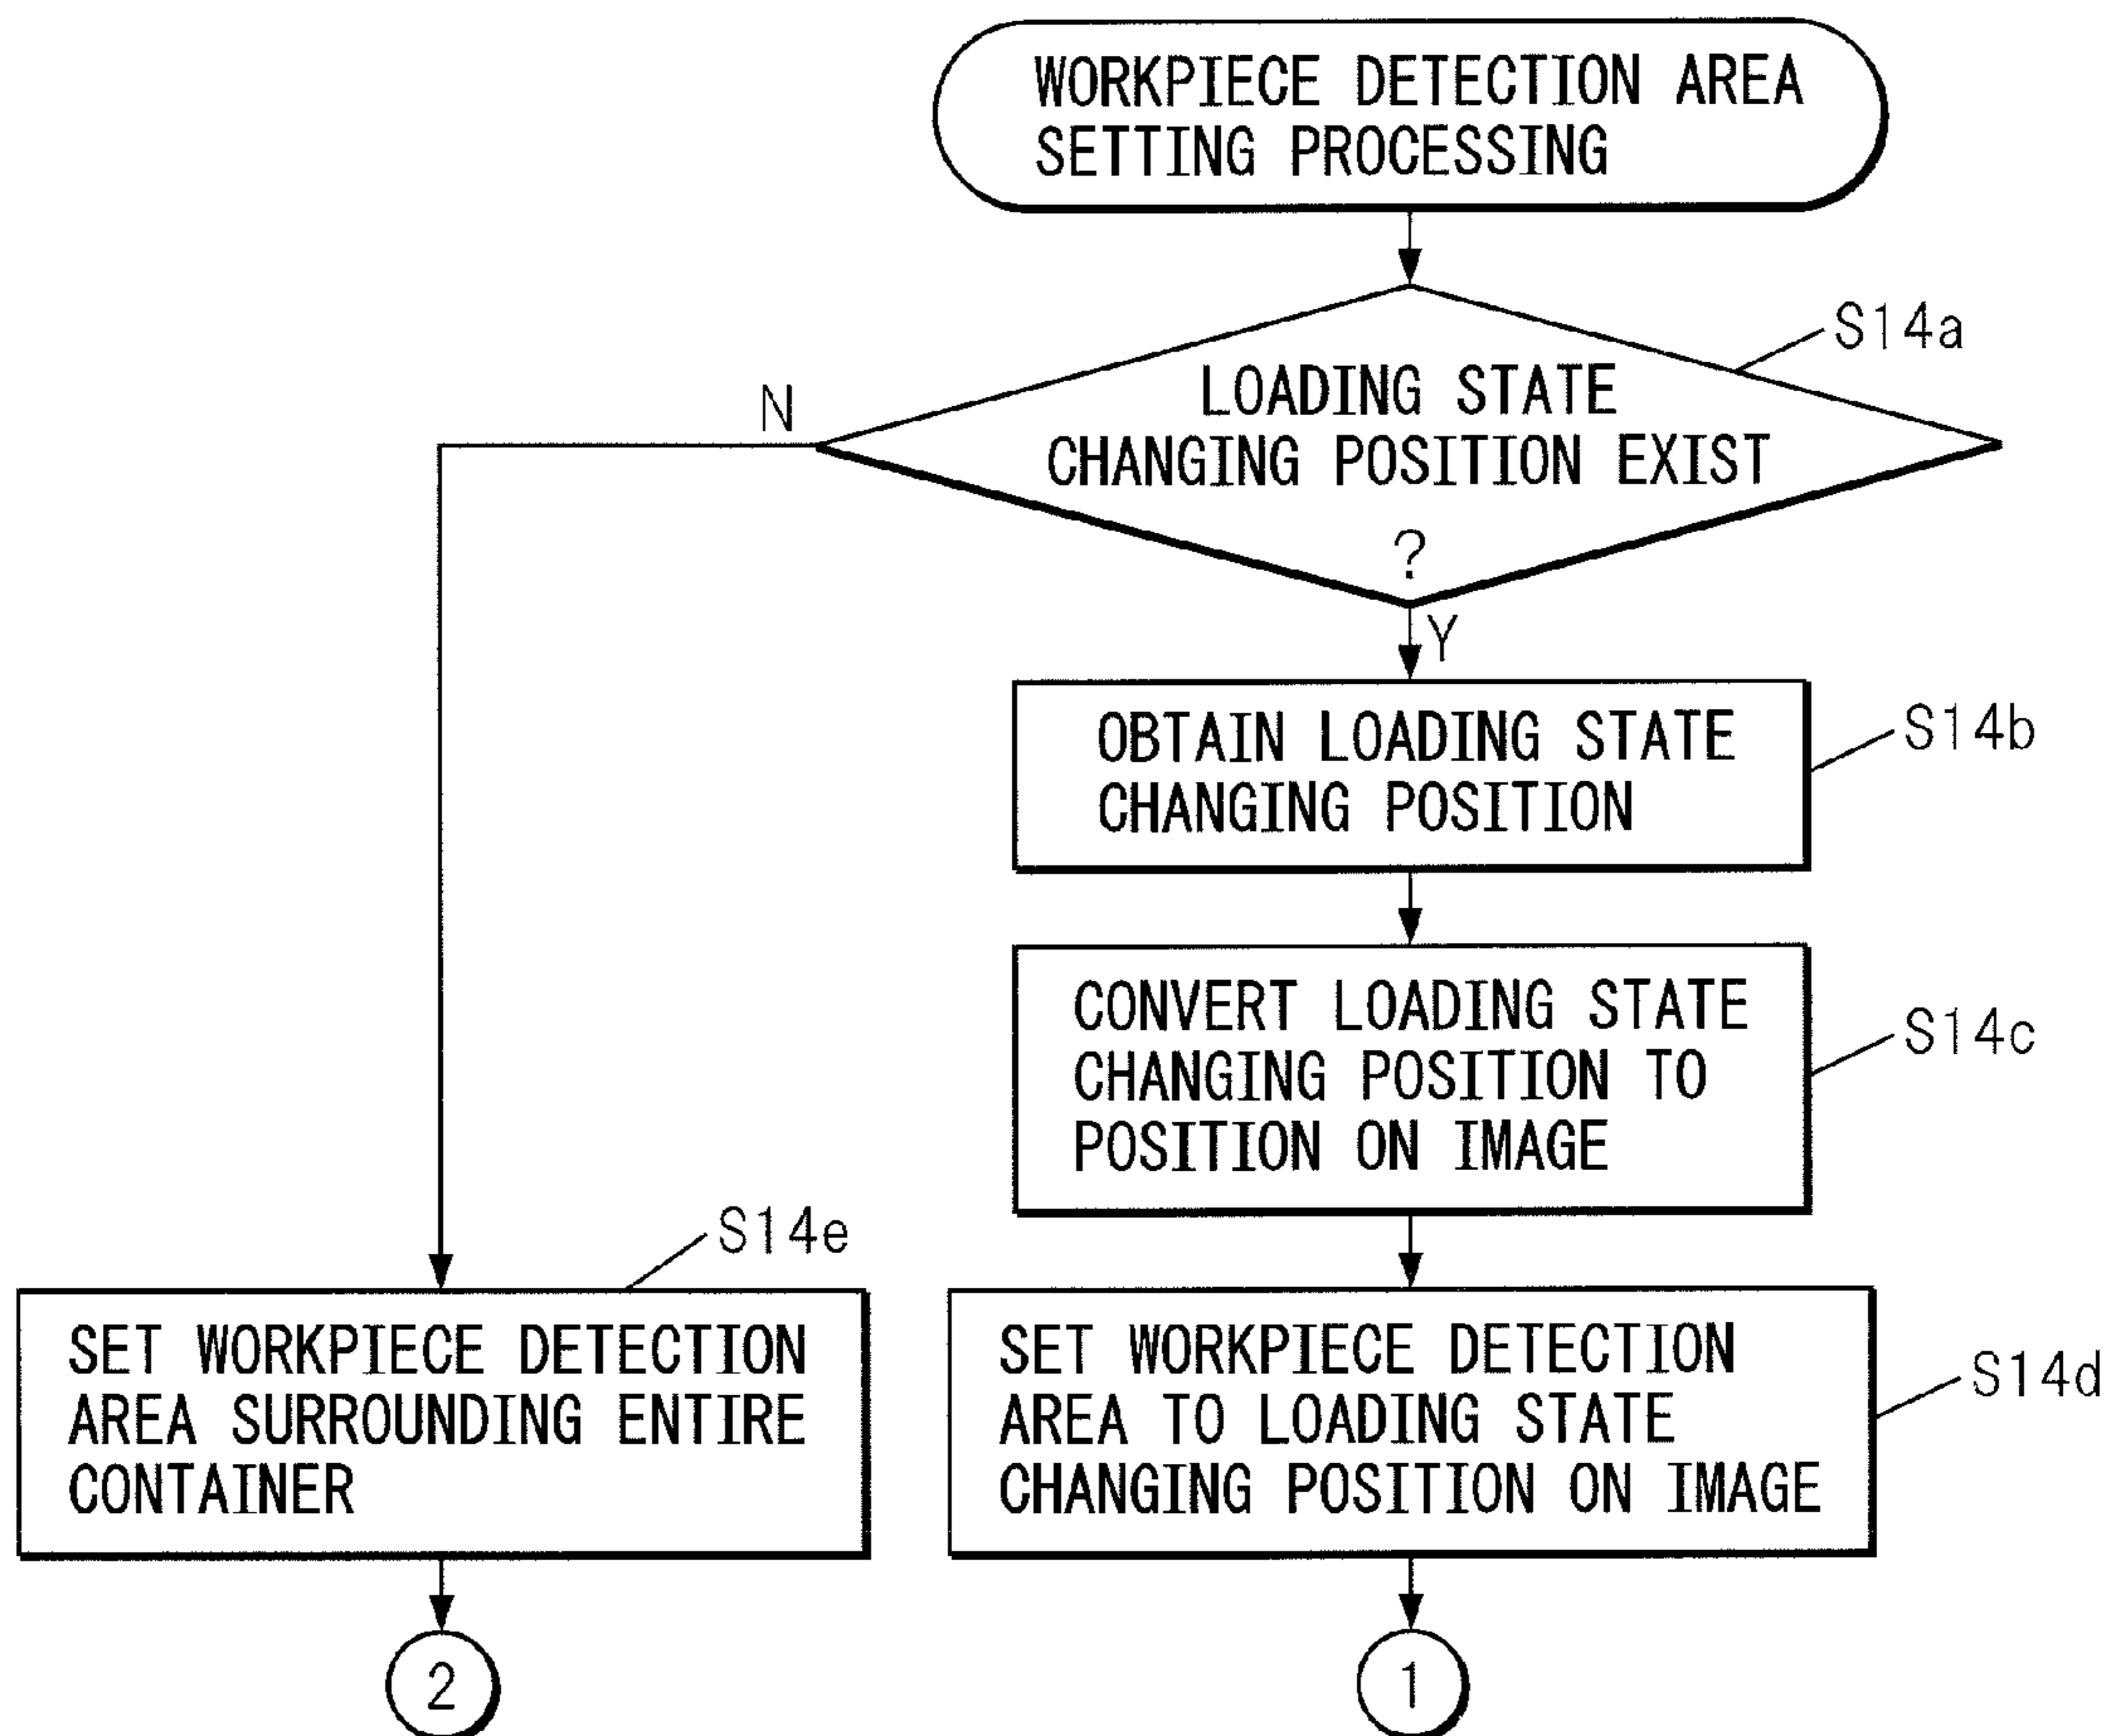 WORKPIECE DETECTION AREA
SETTING PROCESSING
S14a
N
LOADING STATE
CHANGING POSITION EXIST
?
Y
OBTAIN LOADING STATE
CHANGING POSITION
S14b
CONVERT LOADING STATE
CHANGING POSITION TO
POSITION ON IMAGE
S14c
S14e
SET WORKPIECE DETECTION
AREA SURROUNDING ENTIRE
CONTAINER
SET WORKPIECE DETECTION
AREA TO LOADING STATE
CHANGING POSITION ON IMAGE
S14d
2
1